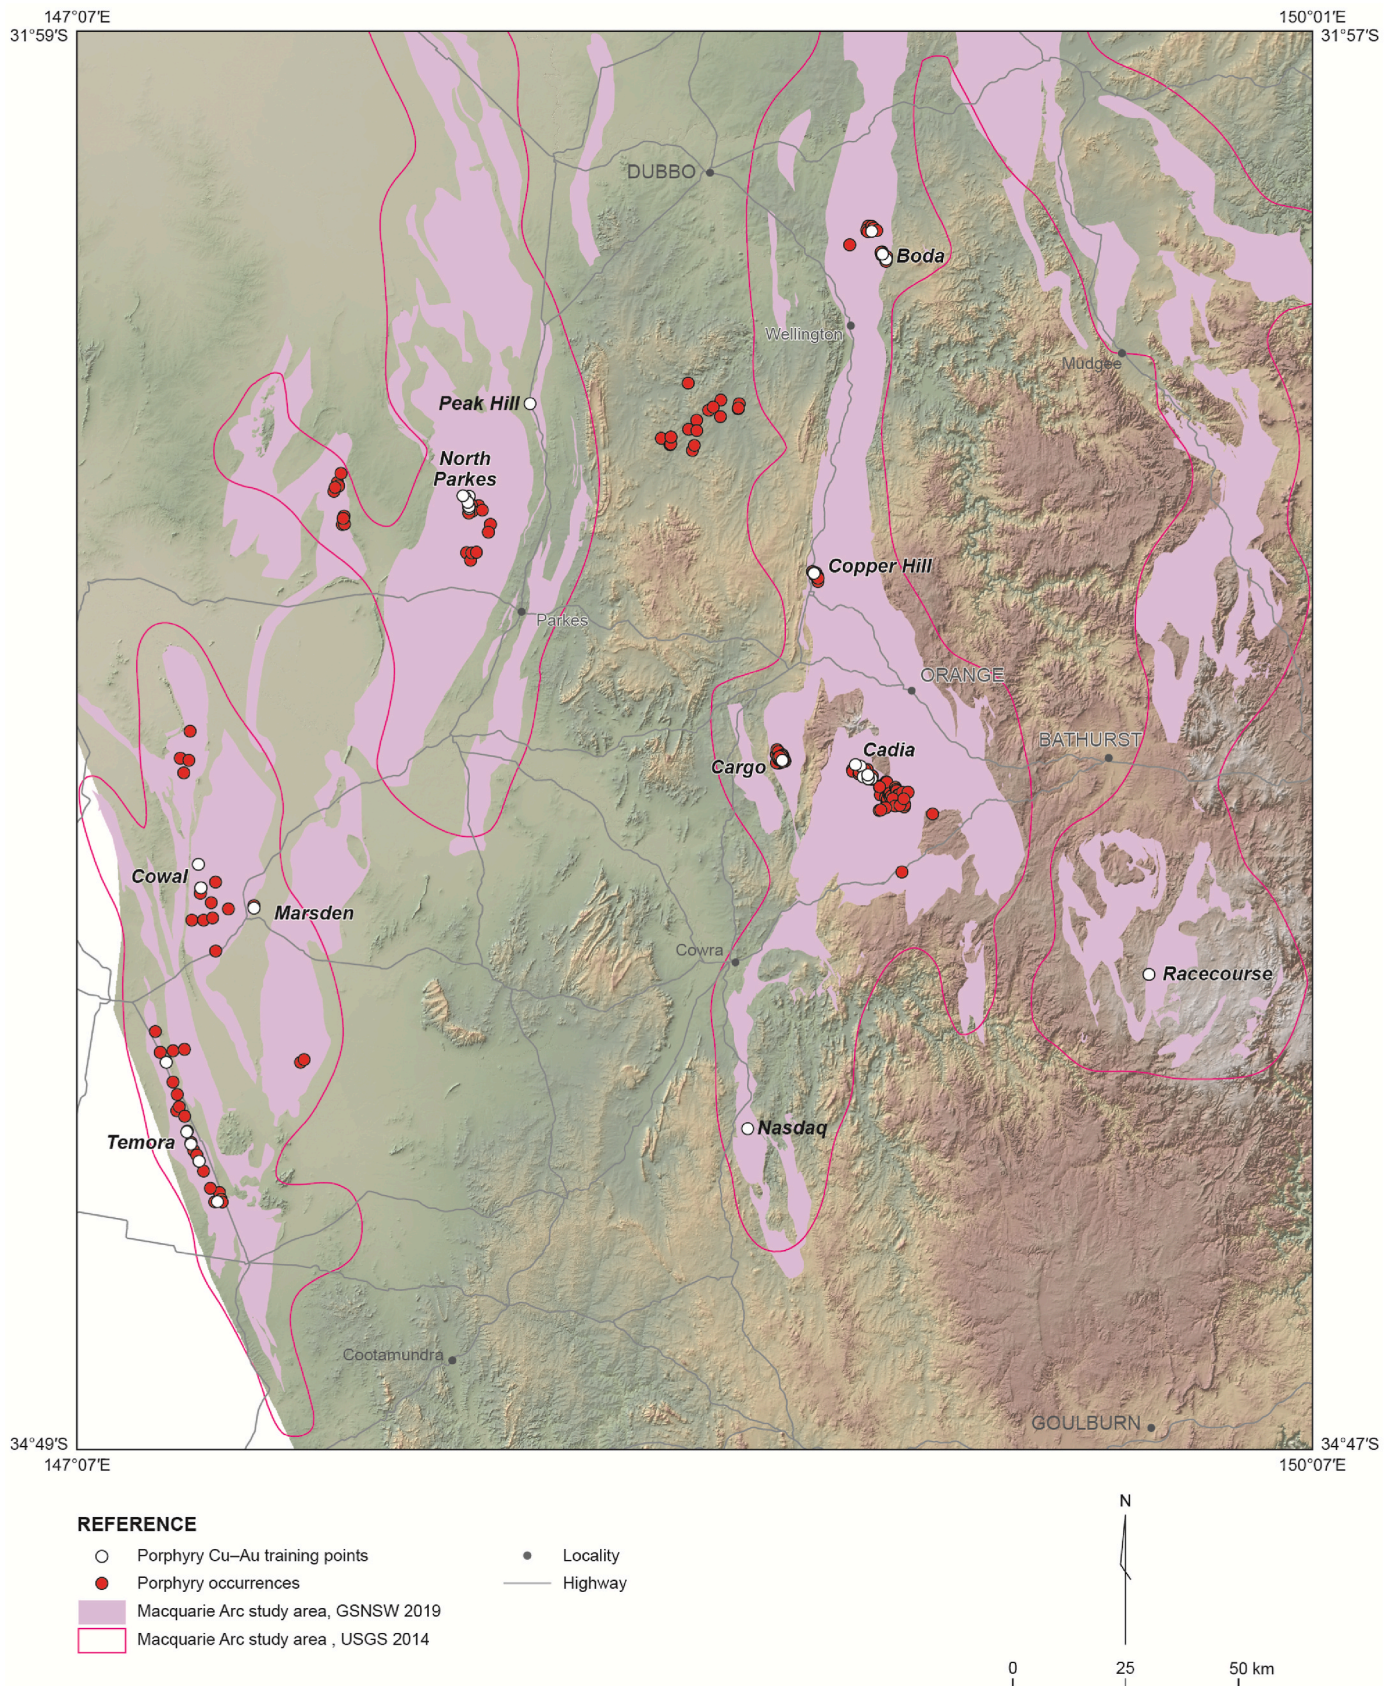 147°07′E
150°01′E
31°59′S
31°57′S
DUBBO
Boda
Wellington
Mudgee
Peak Hill
North
Parkes
Copper Hill
Parkes
ORANGE
BATHURST
Cadia
Cargo
Cowal
Marsden
Cowra
Racecourse
Nasdaq
Temora
Cootamundra
GOULBURN
34°49′S
34°47′S
147°07′E
150°07′E
REFERENCE
Porphyry Cu–Au training points
Porphyry occurrences
Macquarie Arc study area, GSNSW 2019
Macquarie Arc study area , USGS 2014
Locality
Highway
N
0 25 50 km